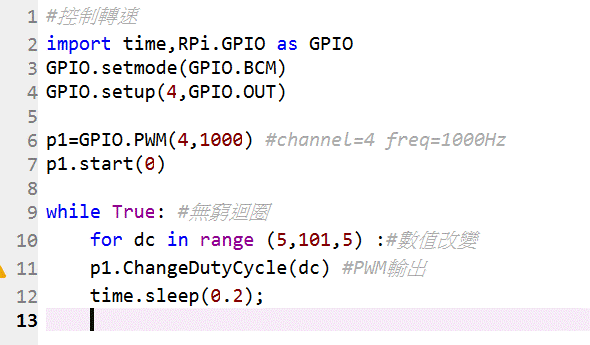 1 #控制轉速
2 import time,RPi.GPIO as GPIO
3 GPIO.setmode(GPIO.BCM)
4 GPIO.setup(4,GPIO.OUT)
5
6 p1=GPIO.PWM(4,1000) #channel=4 freq=1000Hz
7 p1.start(0)
8
9 while True: #無窮迴圈
10     for dc in range (5,101,5) :#數值改變
11     p1.ChangeDutyCycle(dc) #PWM輸出
12     time.sleep(0.2);
13